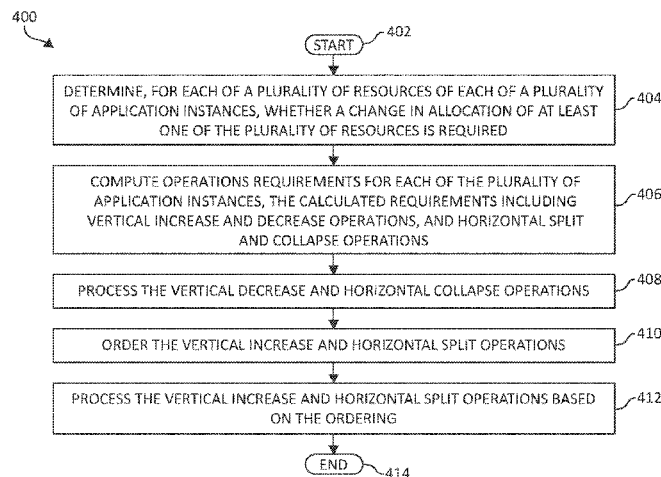 400
START
402
DETERMINE, FOR EACH OF A PLURALITY OF RESOURCES OF EACH OF A PLURALITY
OF APPLICATION INSTANCES, WHETHER A CHANGE IN ALLOCATION OF AT LEAST
ONE OF THE PLURALITY OF RESOURCES IS REQUIRED
404
COMPUTE OPERATIONS REQUIREMENTS FOR EACH OF THE PLURALITY OF
APPLICATION INSTANCES, THE CALCULATED REQUIREMENTS INCLUDING
VERTICAL INCREASE AND DECREASE OPERATIONS, AND HORIZONTAL SPLIT
AND COLLAPSE OPERATIONS
406
PROCESS THE VERTICAL DECREASE AND HORIZONTAL COLLAPSE OPERATIONS
408
ORDER THE VERTICAL INCREASE AND HORIZONTAL SPLIT OPERATIONS
410
PROCESS THE VERTICAL INCREASE AND HORIZONTAL SPLIT OPERATIONS BASED
ON THE ORDERING
412
END
414